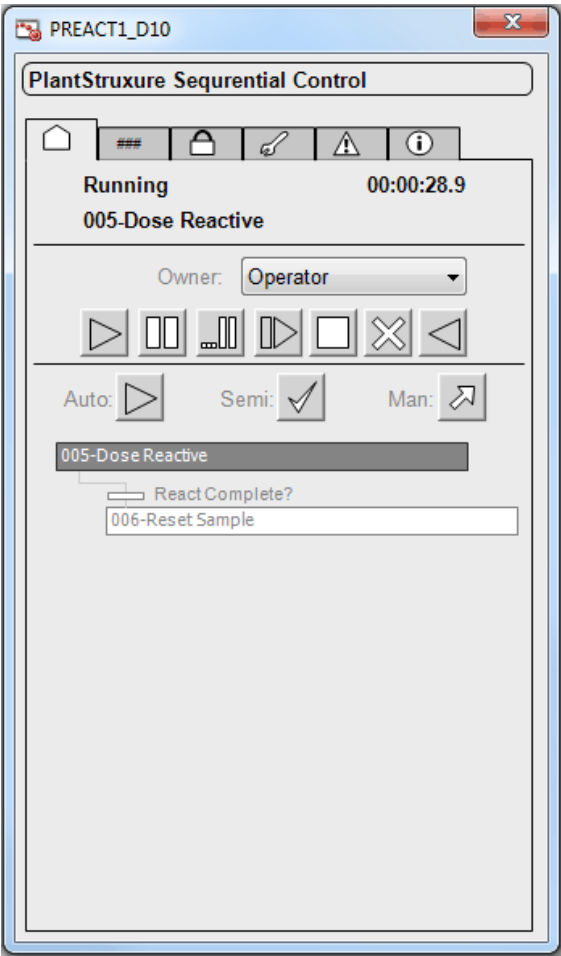 PREACT1_D10
PlantStruxure Sequrential Control
###
Running 00:00:28.9
005-Dose Reactive
Owner: Operator
Auto: Semi: Man:
005-Dose Reactive
React Complete?
006-Reset Sample